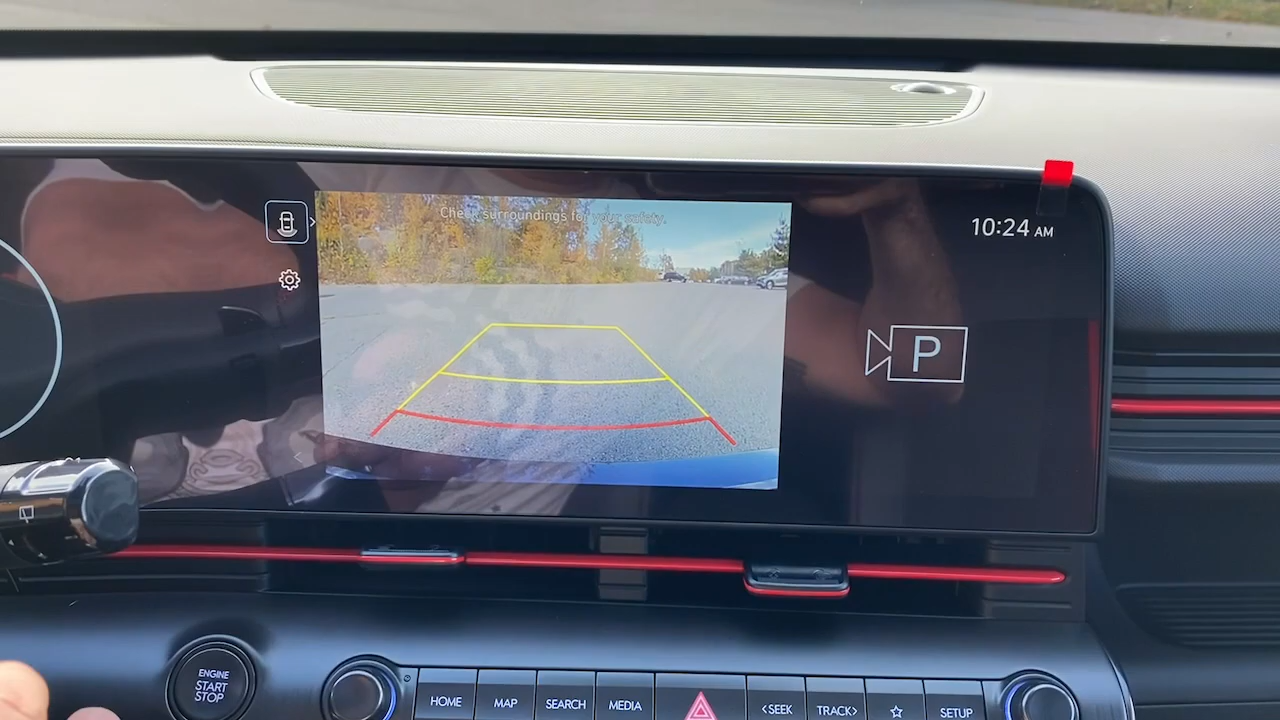 Check surroundings for your safety.
10:24 AM
P
ENGINE
START
STOP
HOME
MAP
SEARCH
MEDIA
<SEEK
TRACK>
☆
SETUP